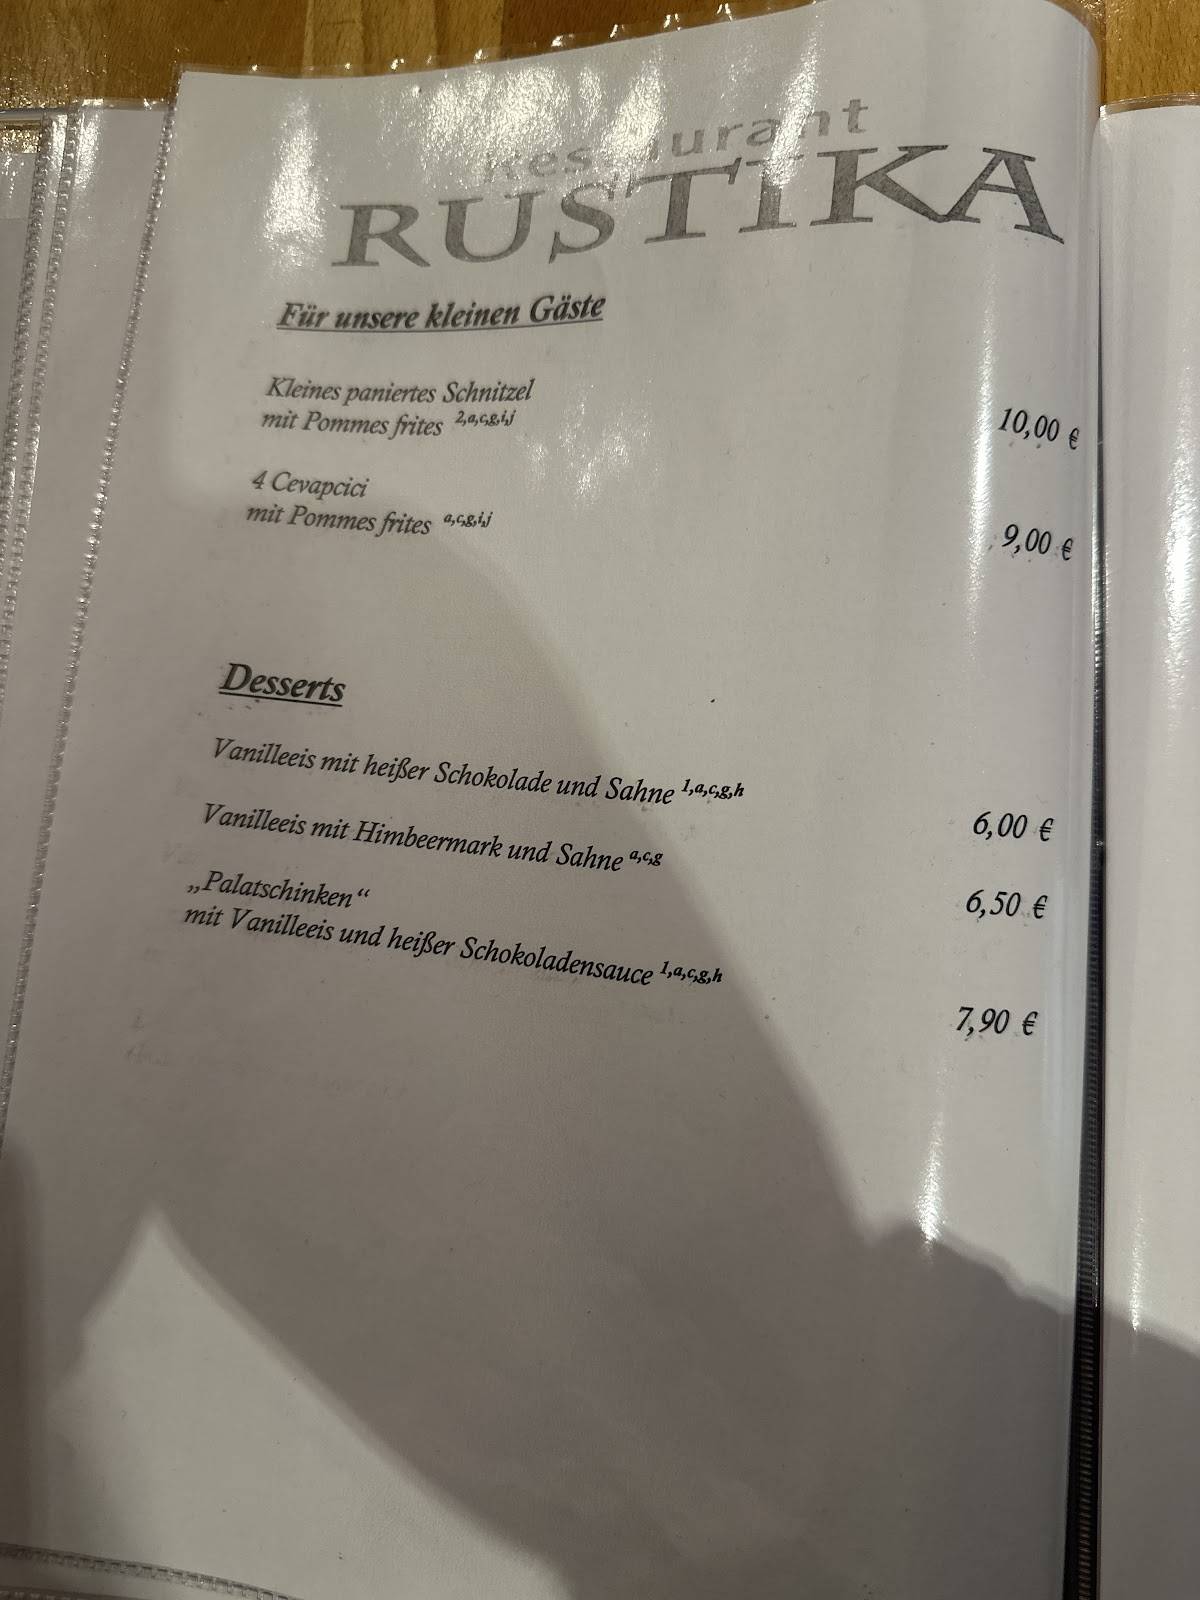 Restaurant
RUSTIKA
Für unsere kleinen Gäste
Kleines paniertes Schnitzel
mit Pommes frites 2,a,c,g,i,j
10,00 €
4 Cevapcici
mit Pommes frites a,c,g,i,j
9,00 €
Desserts
Vanilleeis mit heißer Schokolade und Sahne 1,a,c,g,h
6,00 €
Vanilleeis mit Himbeermark und Sahne a,c,g
6,50 €
„Palatschinken“
mit Vanilleeis und heißer Schokoladensauce 1,a,c,g,h
7,90 €